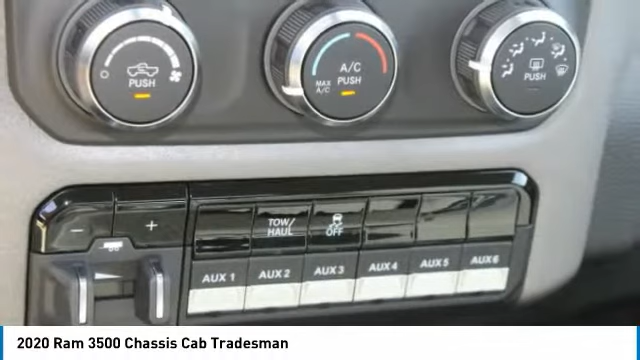 PUSH
A/C
PUSH
MAX
A/C
PUSH
− +
TOW/
HAUL
OFF
AUX 1 AUX 2 AUX 3 AUX 4 AUX 5 AUX 6
2020 Ram 3500 Chassis Cab Tradesman